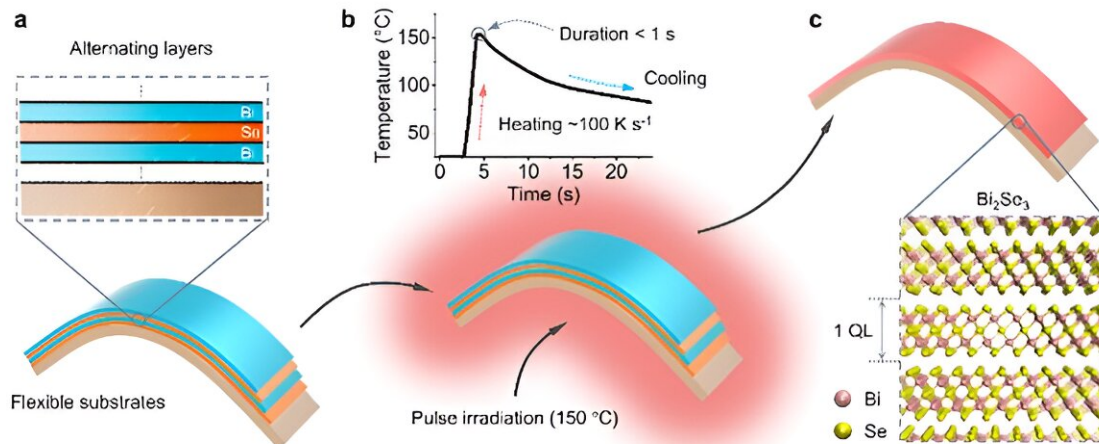 a
Alternating layers
Bi
Se
Bi
Flexible substrates
b
Temperature (°C)
150
100
50
0 5 10 15 20
Time (s)
Duration < 1 s
Cooling
Heating ~100 K s⁻¹
Pulse irradiation (150 °C)
c
Bi₂Se₃
1 QL
Bi
Se